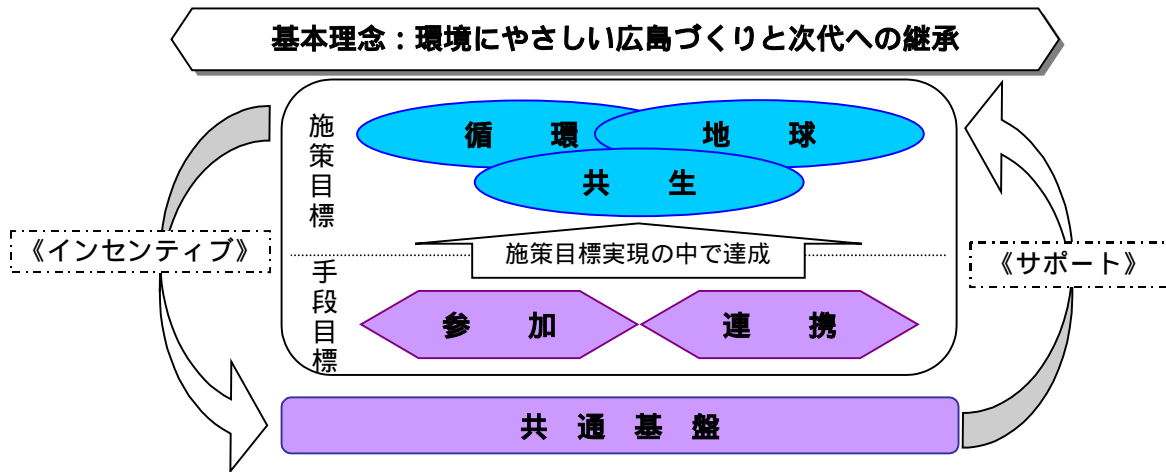 基本理念：環境にやさしい広島づくりと次代への継承
施策目標
循　環
地　球
共　生
《インセンティブ》
施策目標実現の中で達成
《サポート》
手段目標
参　加
連　携
共　通　基　盤